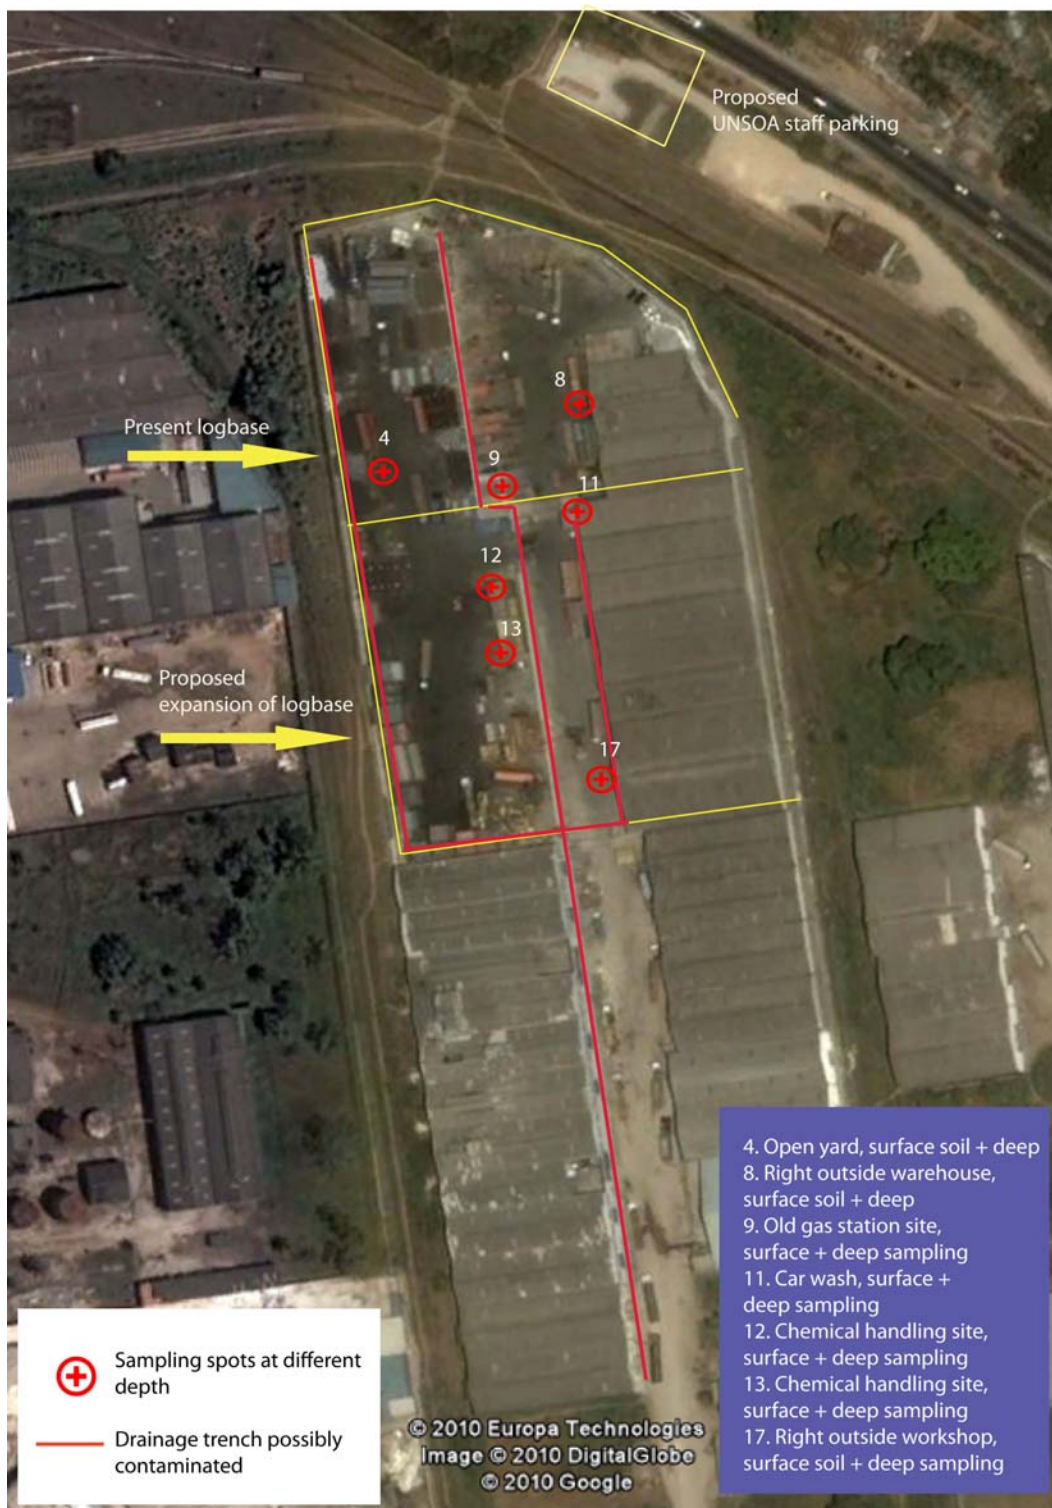 Proposed
UNSOA staff parking
Present logbase
8
4
9
11
12
13
Proposed
expansion of logbase
17
4. Open yard, surface soil + deep
8. Right outside warehouse,
surface soil + deep
9. Old gas station site,
surface + deep sampling
11. Car wash, surface +
deep sampling
12. Chemical handling site,
surface + deep sampling
13. Chemical handling site,
surface + deep sampling
17. Right outside workshop,
surface soil + deep sampling
Sampling spots at different
depth
Drainage trench possibly
contaminated
© 2010 Europa Technologies
Image © 2010 DigitalGlobe
© 2010 Google